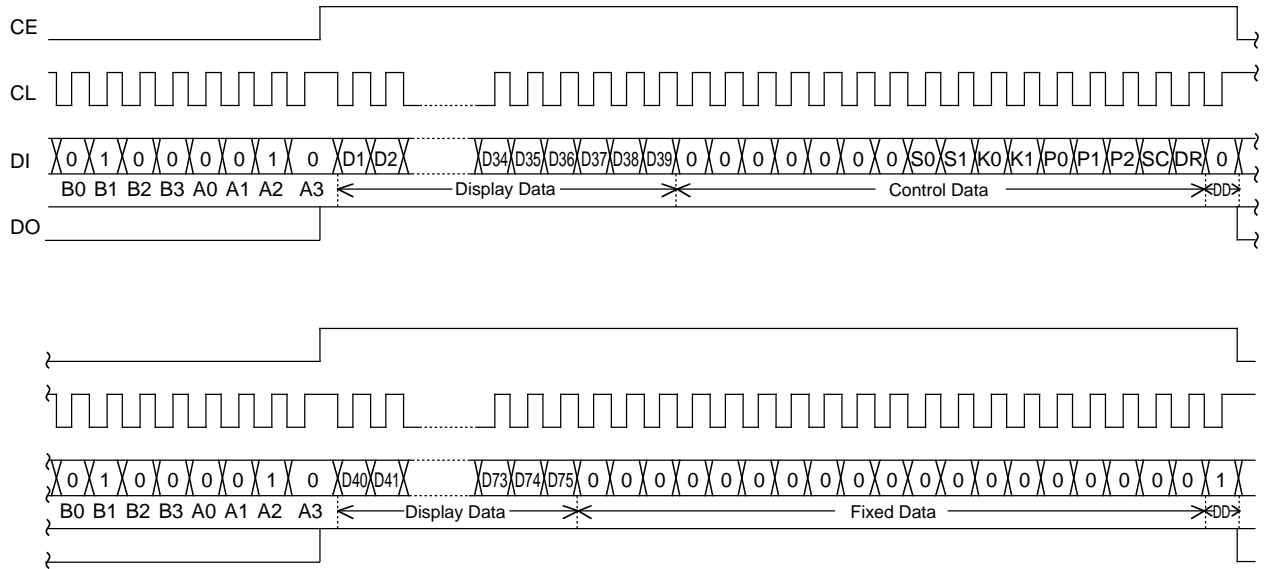 CE
CL
DI 0 1 0 0 0 0 1 0 D1 D2 D34 D35 D36 D37 D38 D39 0 0 0 0 0 0 0 S0 S1 K0 K1 P0 P1 P2 SC DR 0
B0 B1 B2 B3 A0 A1 A2 A3 Display Data Control Data DD
DO
0 1 0 0 0 0 1 0 D40 D41 D73 D74 D75 0 0 0 0 0 0 0 0 0 0 0 0 0 0 0 0 0 0 0 1
B0 B1 B2 B3 A0 A1 A2 A3 Display Data Fixed Data DD